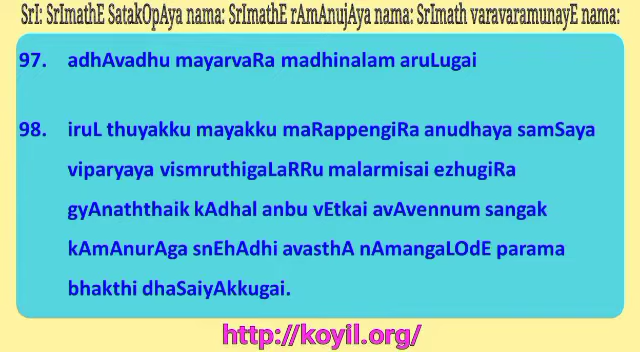 SrI: SrImathE SatakOpAya nama: SrImathE rAmAnujAya nama: SrImath varavaramunayE nama:
97. adhAvadhu mayarvaRa madhinalam aruLugai
98. iruL thuyakku mayakku maRappengiRa anudhaya samSaya
viparyaya vismruthigaLaRRu malarmisai ezhugiRa
gyAnaththaik kAdhal anbu vEtkai avAvennum sangak
kAmAnurAga snEhAdhi avasthA nAmangaLOdE parama
bhakthi dhaSaiyAkkugai.
http://koyil.org/